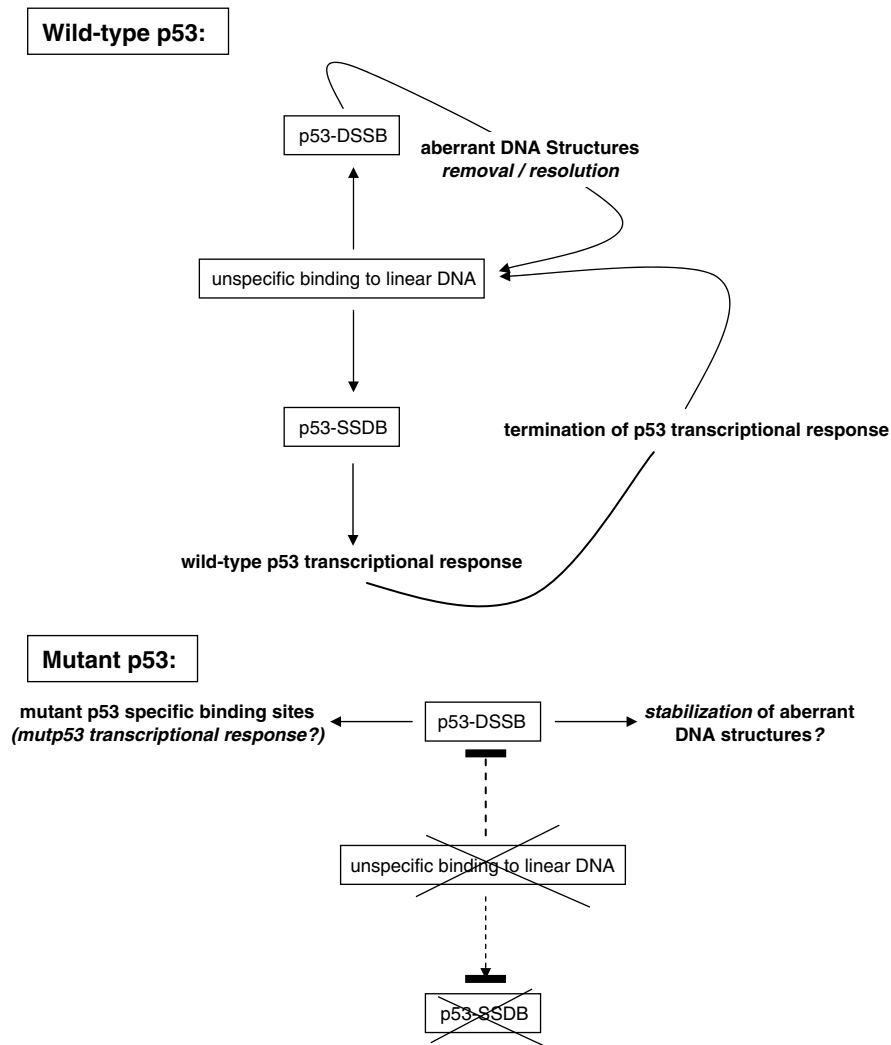 Wild-type p53:
p53-DSSB
aberrant DNA Structures
removal / resolution
unspecific binding to linear DNA
p53-SSDB
termination of p53 transcriptional response
wild-type p53 transcriptional response
Mutant p53:
mutant p53 specific binding sites
(mutp53 transcriptional response?)
p53-DSSB
stabilization of aberrant
DNA structures?
unspecific binding to linear DNA
p53-SSDB